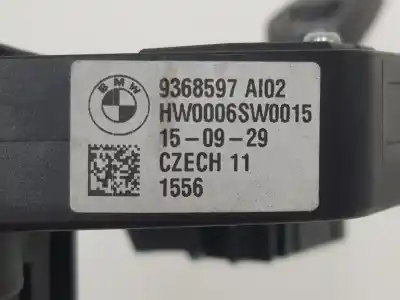 BMW
9368597 AI02
HW0006SW0015
15-09-29
CZECH 11
1556